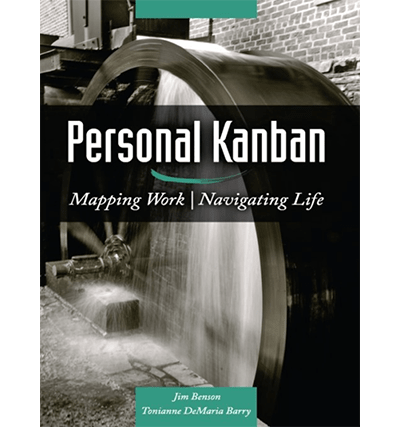 Personal Kanban
Mapping Work | Navigating Life
Jim Benson
Tonianne DeMaria Barry